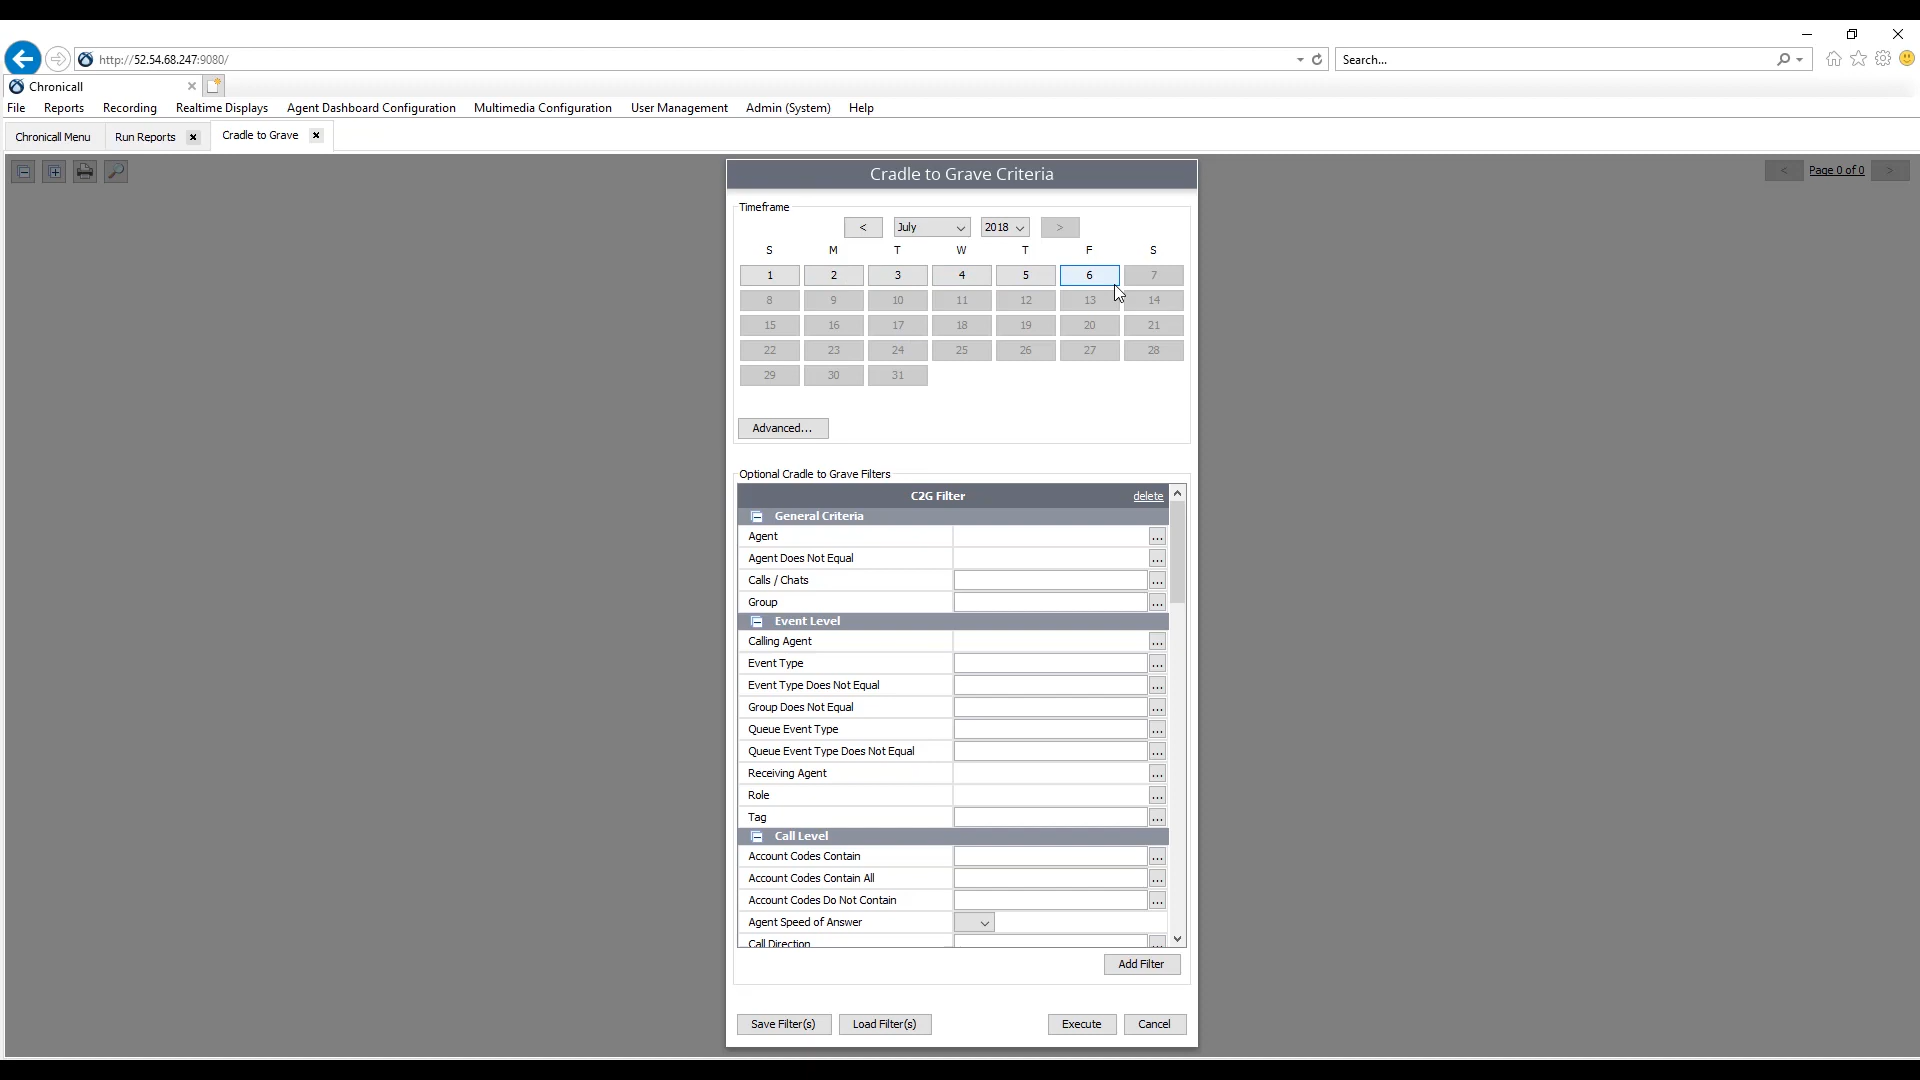 http://52.54.68.247:9080/
Search...
Chronicall
File Reports Recording Realtime Displays Agent Dashboard Configuration Multimedia Configuration User Management Admin (System) Help
Chronicall Menu Run Reports Cradle to Grave
Cradle to Grave Criteria
< Page 0 of 0 >
Timeframe
< July 2018 >
S M T W T F S
1 2 3 4 5 6 7
8 9 10 11 12 13 14
15 16 17 18 19 20 21
22 23 24 25 26 27 28
29 30 31
Advanced...
Optional Cradle to Grave Filters
C2G Filter delete
General Criteria
Agent ...
Agent Does Not Equal ...
Calls / Chats ...
Group ...
Event Level
Calling Agent ...
Event Type ...
Event Type Does Not Equal ...
Group Does Not Equal ...
Queue Event Type ...
Queue Event Type Does Not Equal ...
Receiving Agent ...
Role ...
Tag ...
Call Level
Account Codes Contain ...
Account Codes Contain All ...
Account Codes Do Not Contain ...
Agent Speed of Answer
Call Direction ...
Add Filter
Save Filter(s) Load Filter(s) Execute Cancel